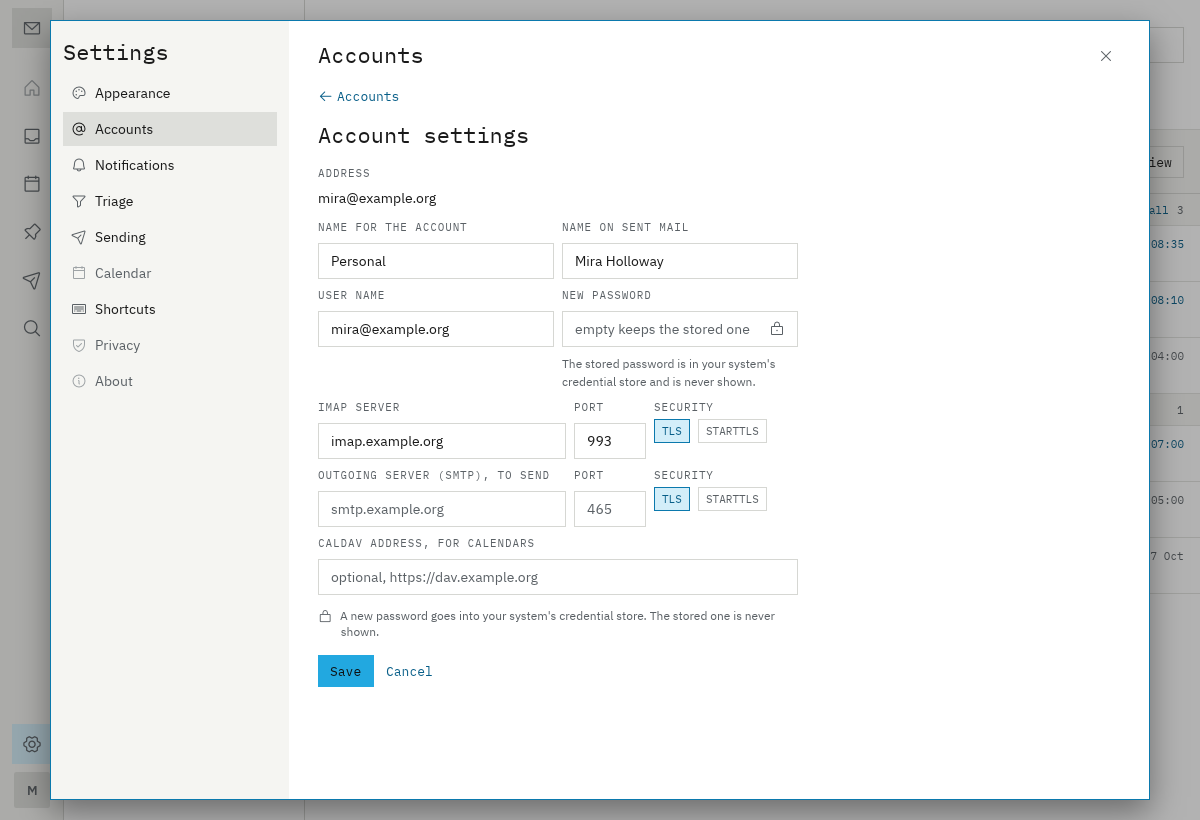 Settings
Appearance
Accounts
Notifications
Triage
Sending
Calendar
Shortcuts
Privacy
About
M
Accounts
← Accounts
Account settings
ADDRESS
mira@example.org
NAME FOR THE ACCOUNT NAME ON SENT MAIL
Personal Mira Holloway
USER NAME NEW PASSWORD
mira@example.org empty keeps the stored one
The stored password is in your system's
credential store and is never shown.
IMAP SERVER PORT SECURITY
imap.example.org 993 TLS STARTTLS
OUTGOING SERVER (SMTP), TO SEND PORT SECURITY
smtp.example.org 465 TLS STARTTLS
CALDAV ADDRESS, FOR CALENDARS
optional, https://dav.example.org
A new password goes into your system's credential store. The stored one is never
shown.
Save Cancel
iew
all 3
08:35
08:10
04:00
1
07:00
05:00
7 Oct